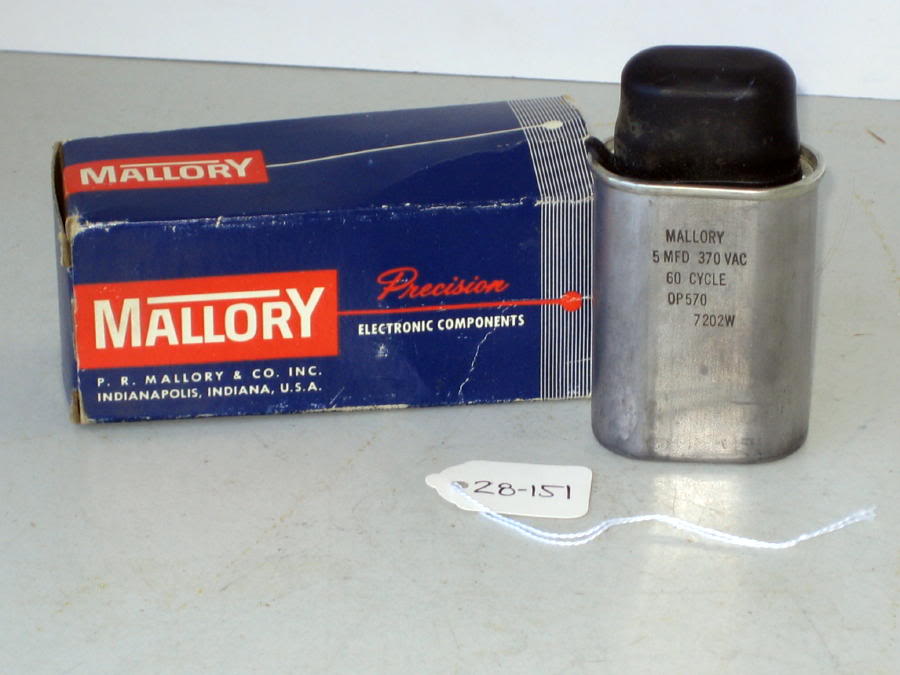 MALLORY
MALLORY
Precision
ELECTRONIC COMPONENTS
P. R. MALLORY & CO. INC.
INDIANAPOLIS, INDIANA, U.S.A.
MALLORY
5 MFD 370 VAC
60 CYCLE
OP570
7202W
28-151